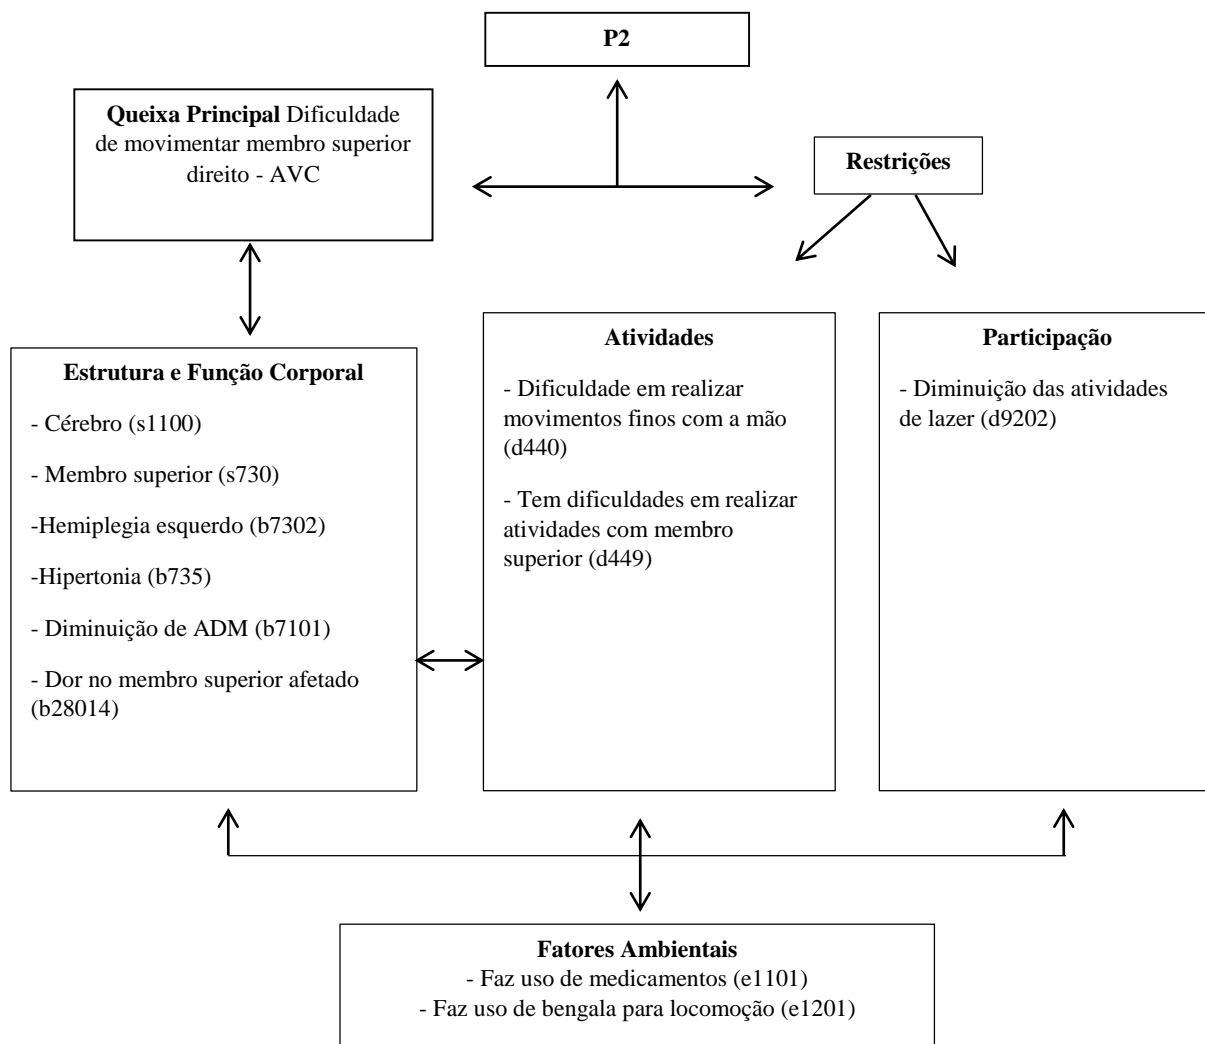 P2
Queixa Principal Dificuldade
de movimentar membro superior
direito - AVC
Restrições
Estrutura e Função Corporal
- Cérebro (s1100)
- Membro superior (s730)
-Hemiplegia esquerdo (b7302)
-Hipertonia (b735)
- Diminuição de ADM (b7101)
- Dor no membro superior afetado
(b28014)
Atividades
- Dificuldade em realizar
movimentos finos com a mão
(d440)
- Tem dificuldades em realizar
atividades com membro
superior (d449)
Participação
- Diminuição das atividades
de lazer (d9202)
Fatores Ambientais
- Faz uso de medicamentos (e1101)
- Faz uso de bengala para locomoção (e1201)